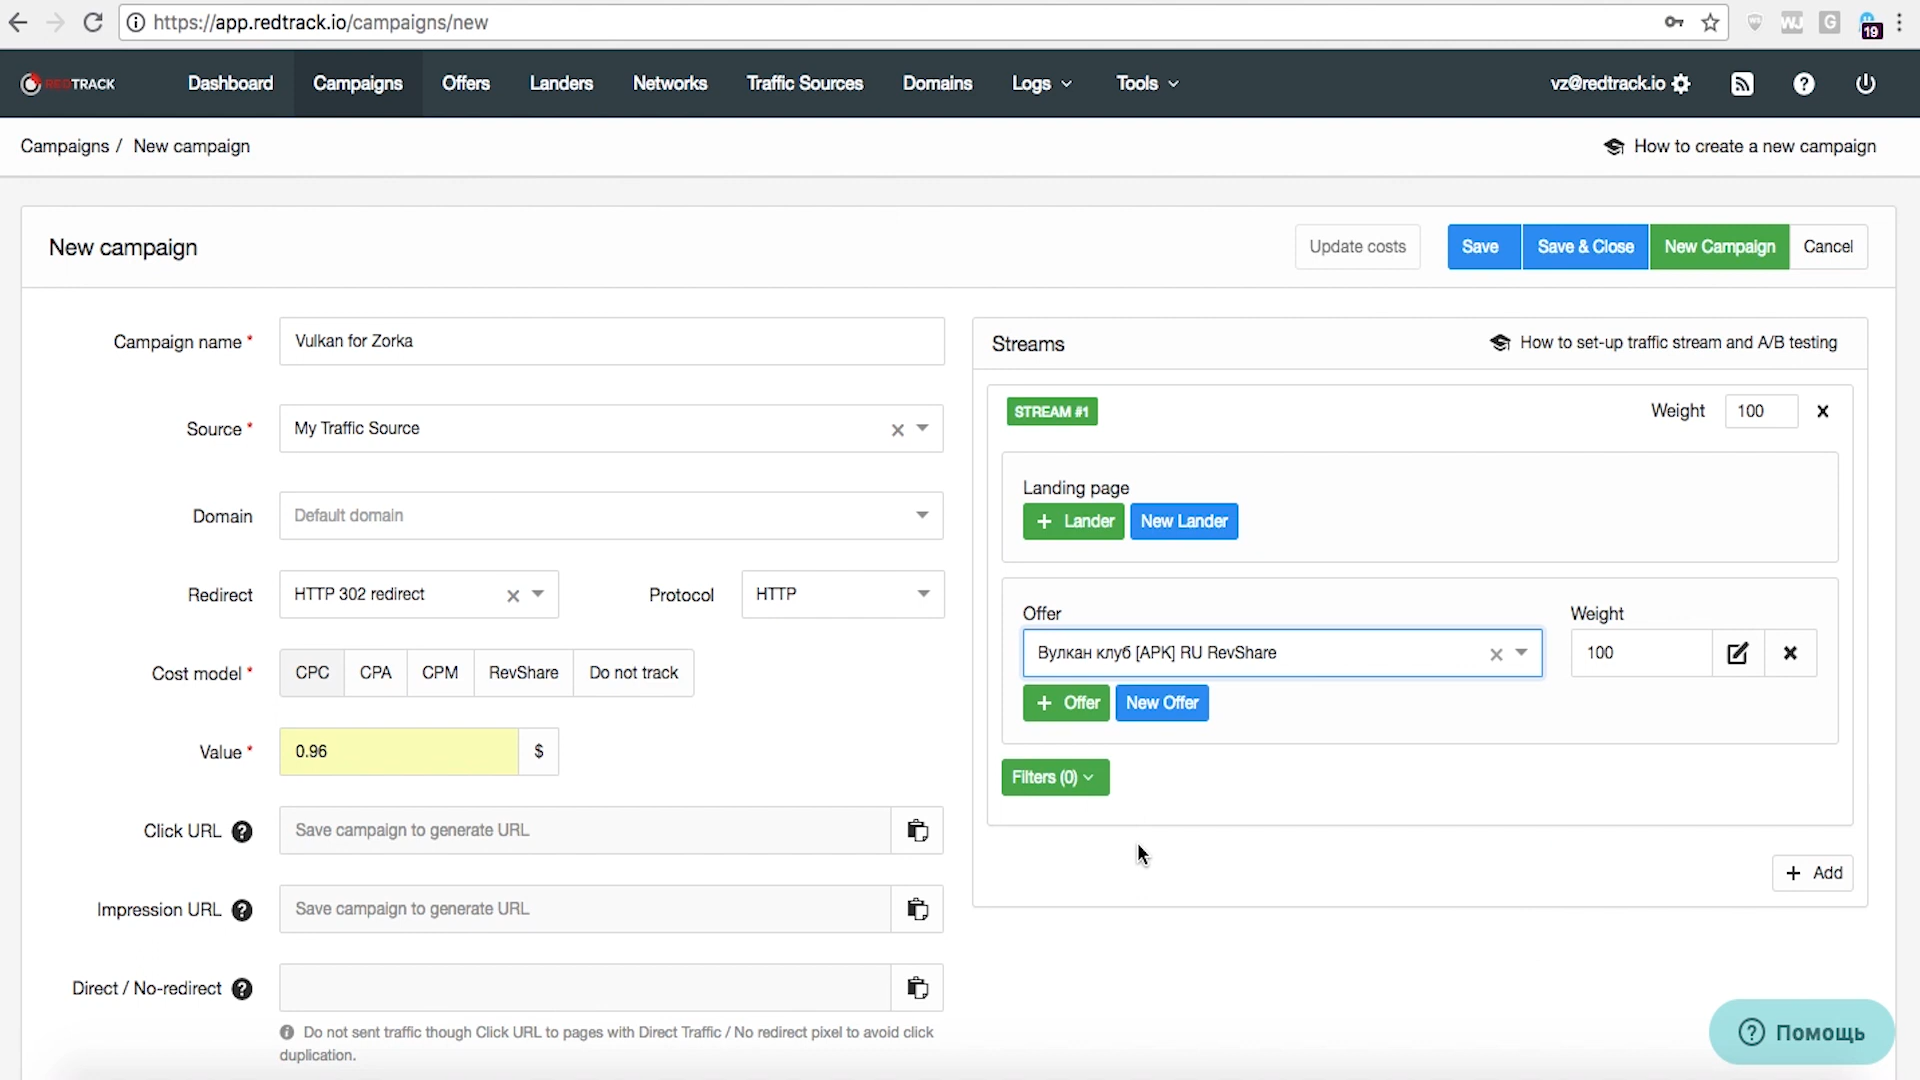 https://app.redtrack.io/campaigns/new
WJ
G
19
REDTRACK
Dashboard
Campaigns
Offers
Landers
Networks
Traffic Sources
Domains
Logs
Tools
vz@redtrack.io
?
Campaigns / New campaign
How to create a new campaign
New campaign
Update costs
Save
Save & Close
New Campaign
Cancel
Campaign name *
Vulkan for Zorka
Source *
My Traffic Source
Domain
Default domain
Redirect
HTTP 302 redirect
Protocol
HTTP
Cost model *
CPC
CPA
CPM
RevShare
Do not track
Value *
0.96
$
Click URL ?
Save campaign to generate URL
Impression URL ?
Save campaign to generate URL
Direct / No-redirect ?
Do not sent traffic though Click URL to pages with Direct Traffic / No redirect pixel to avoid click
duplication.
Streams
How to set-up traffic stream and A/B testing
STREAM #1
Weight
100
Landing page
+ Lander
New Lander
Offer
Weight
Вулкан клуб [APK] RU RevShare
100
+ Offer
New Offer
Filters (0)
+ Add
? Помощь